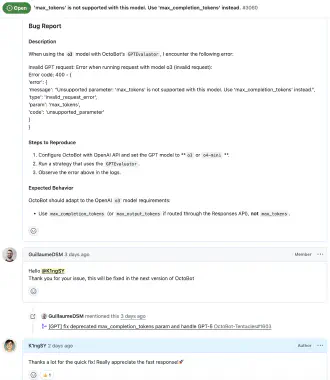 Open
'max_tokens' is not supported with this model. Use 'max_completion_tokens' instead. #3060
Bug Report
Description
When using the o3 model with OctoBot's GPTEvaluator, I encounter the following error:
Invalid GPT request: Error when running request with model o3 (invalid request):
Error code: 400 - {
'error': {
'message': "Unsupported parameter: 'max_tokens' is not supported with this model. Use 'max_completion_tokens' instead.",
'type': 'invalid_request_error',
'param': 'max_tokens',
'code': 'unsupported_parameter'
}
}
Steps to Reproduce
1. Configure OctoBot with OpenAI API and set the GPT model to ** o3 or o4-mini **.
2. Run a strategy that uses the GPTEvaluator.
3. Observe the error above in the logs.
Expected Behavior
OctoBot should adapt to the OpenAI o3 model requirements:
• Use max_completion_tokens (or max_output_tokens if routed through the Responses API), not max_tokens.
GuillaumeDSM 3 days ago
Member
Hello @K1ngSY
Thank you for your issue, this will be fixed in the next version of OctoBot
GuillaumeDSM mentioned this 3 days ago
[GPT] fix deprecated max_completion_tokens param and handle GPT-5 OctoBot-Tentacles#1803
K1ngSY 2 days ago
Author
Thanks a lot for the quick fix! Really appreciate the fast response!🚀
👍 1